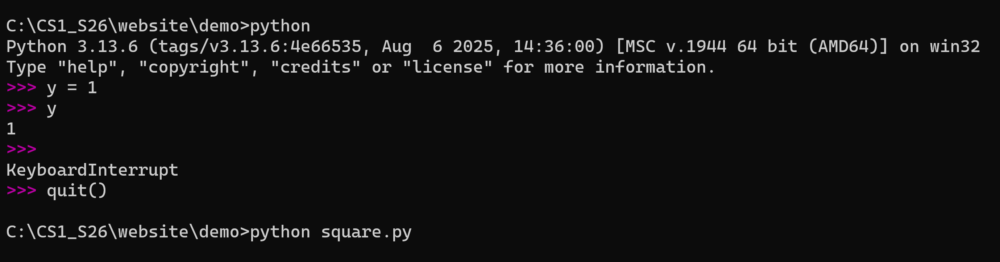 C:\CS1_S26\website\demo>python
Python 3.13.6 (tags/v3.13.6:4e66535, Aug  6 2025, 14:36:00) [MSC v.1944 64 bit (AMD64)] on win32
Type "help", "copyright", "credits" or "license" for more information.
>>> y = 1
>>> y
1
>>>
KeyboardInterrupt
>>> quit()
C:\CS1_S26\website\demo>python square.py